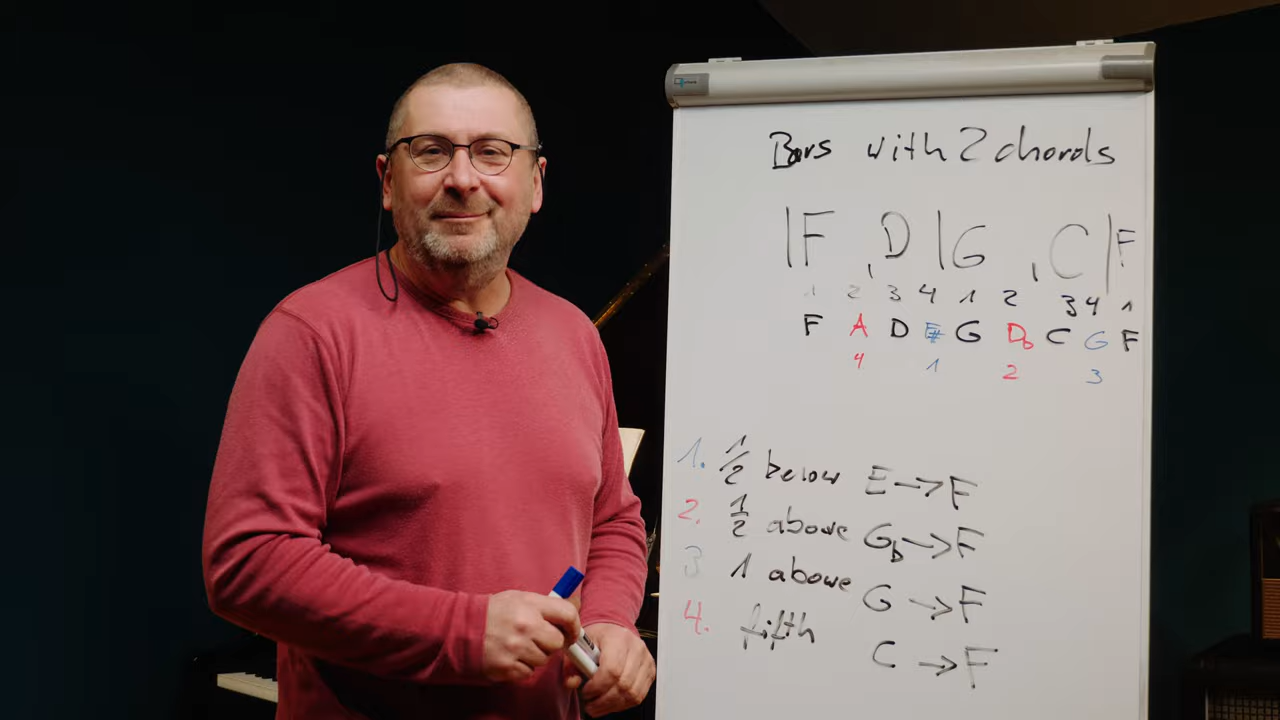 Bars with 2 chords
|F , D | G , C | F
1 2 3 4 1 2 3 4 1
F A D F# G Db C G F
4 1 2 3
1. 1/2 below E → F
2. 1/2 above Gb → F
3 1 above G → F
4. fifth C → F